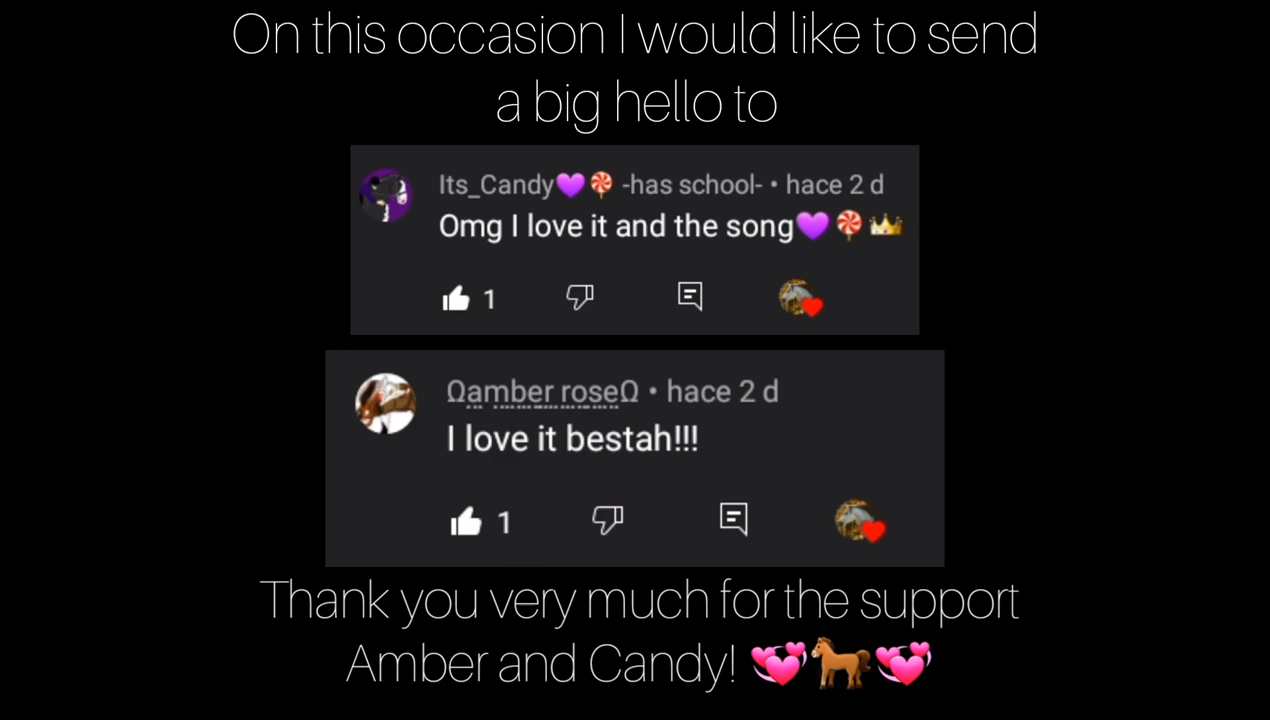 On this occasion I would like to send
a big hello to
Its_Candy💜🍭 -has school- • hace 2 d
Omg I love it and the song💜🍭👑
1
Ωamber roseΩ • hace 2 d
I love it bestah!!!
1
Thank you very much for the support
Amber and Candy! 💞🐎💞